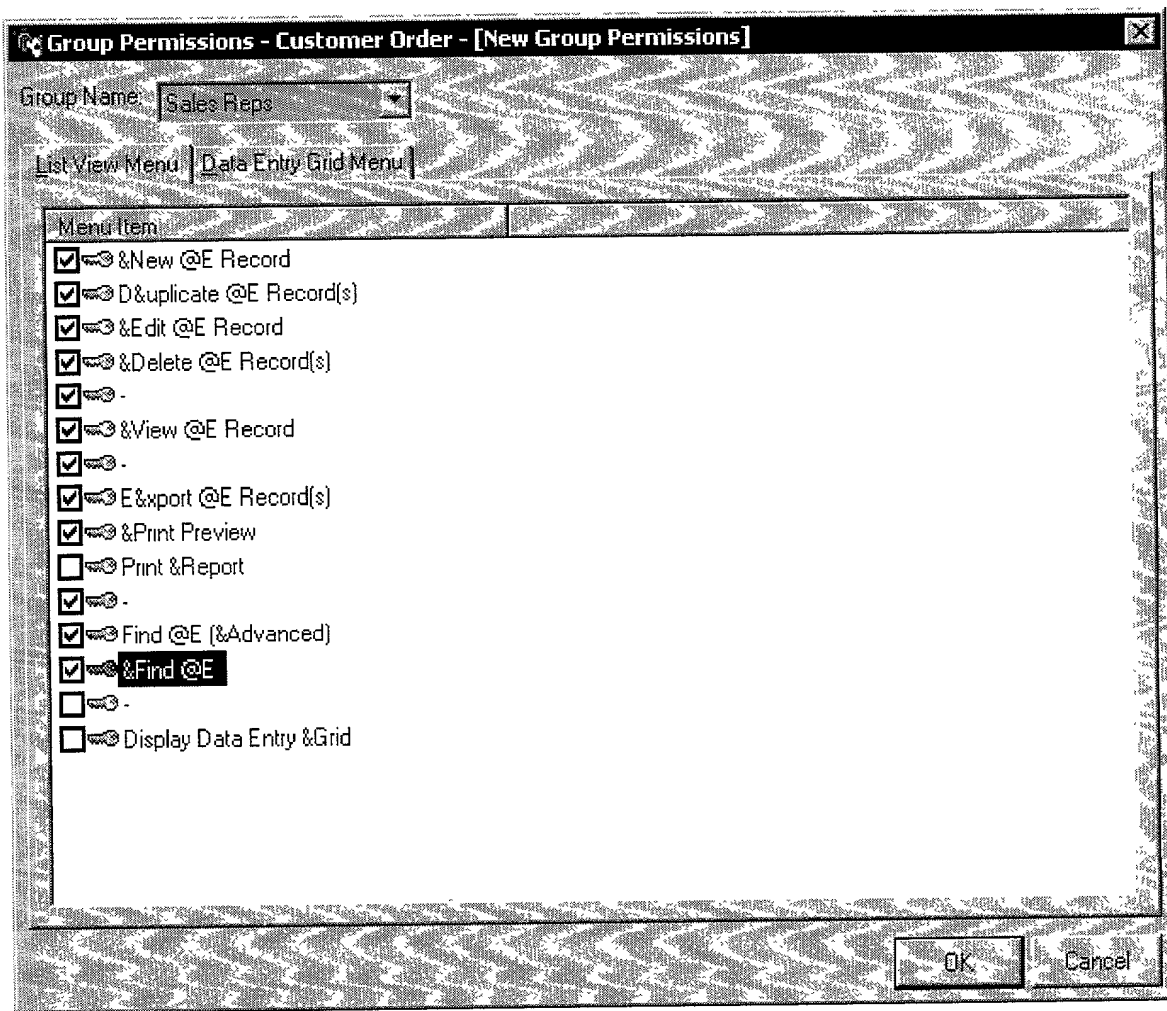 Group Permissions - Customer Order - [New Group Permissions]
Group Name: Sales Reps
List View Menu Data Entry Grid Menu
Menu Item
&New @E Record
D&uplicate @E Record(s)
&Edit @E Record
&Delete @E Record(s)
-
&View @E Record
-
E&xport @E Record(s)
&Print Preview
Print &Report
-
Find @E (&Advanced)
&Find @E
-
Display Data Entry &Grid
OK Cancel